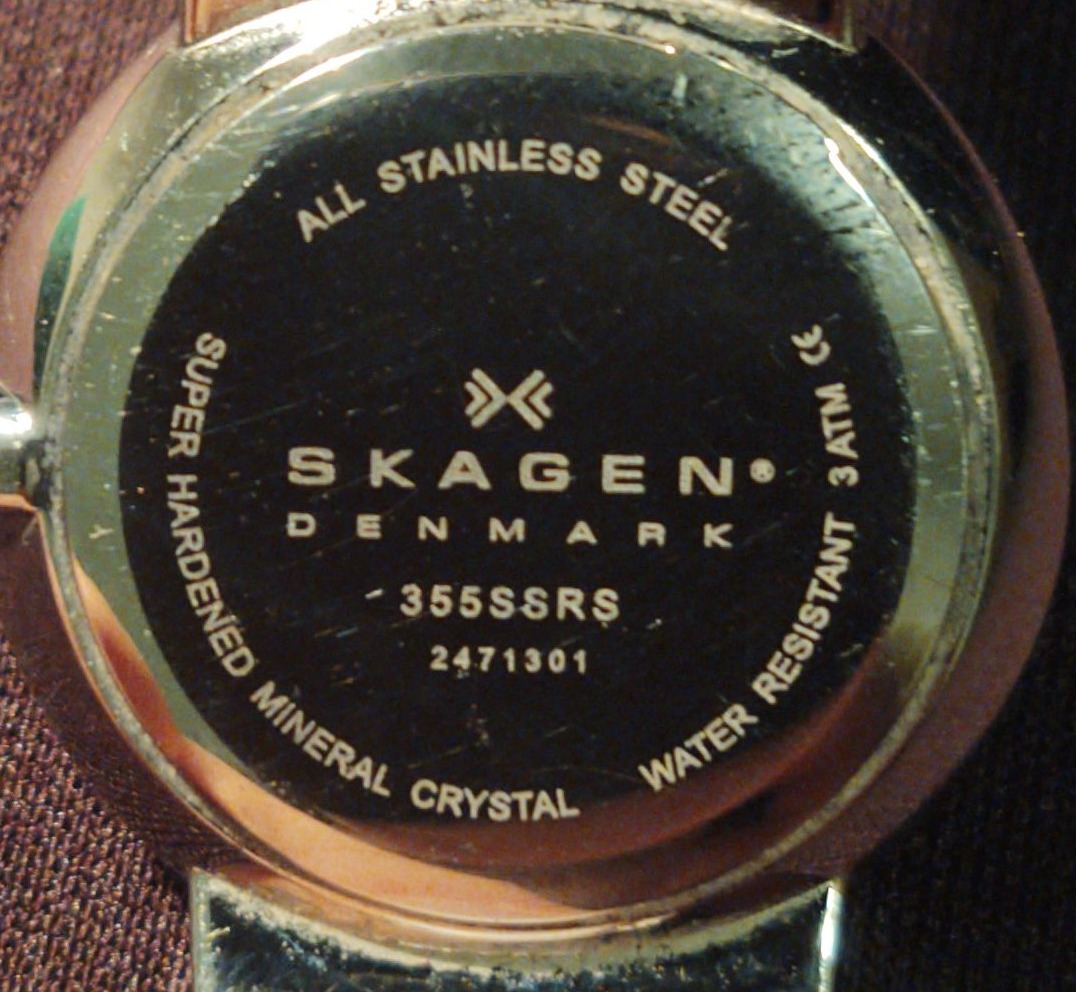 ALL STAINLESS STEEL
SKAGEN®
DENMARK
355SSRS
2471301
SUPER HARDENED MINERAL CRYSTAL
WATER RESISTANT 3 ATM CE